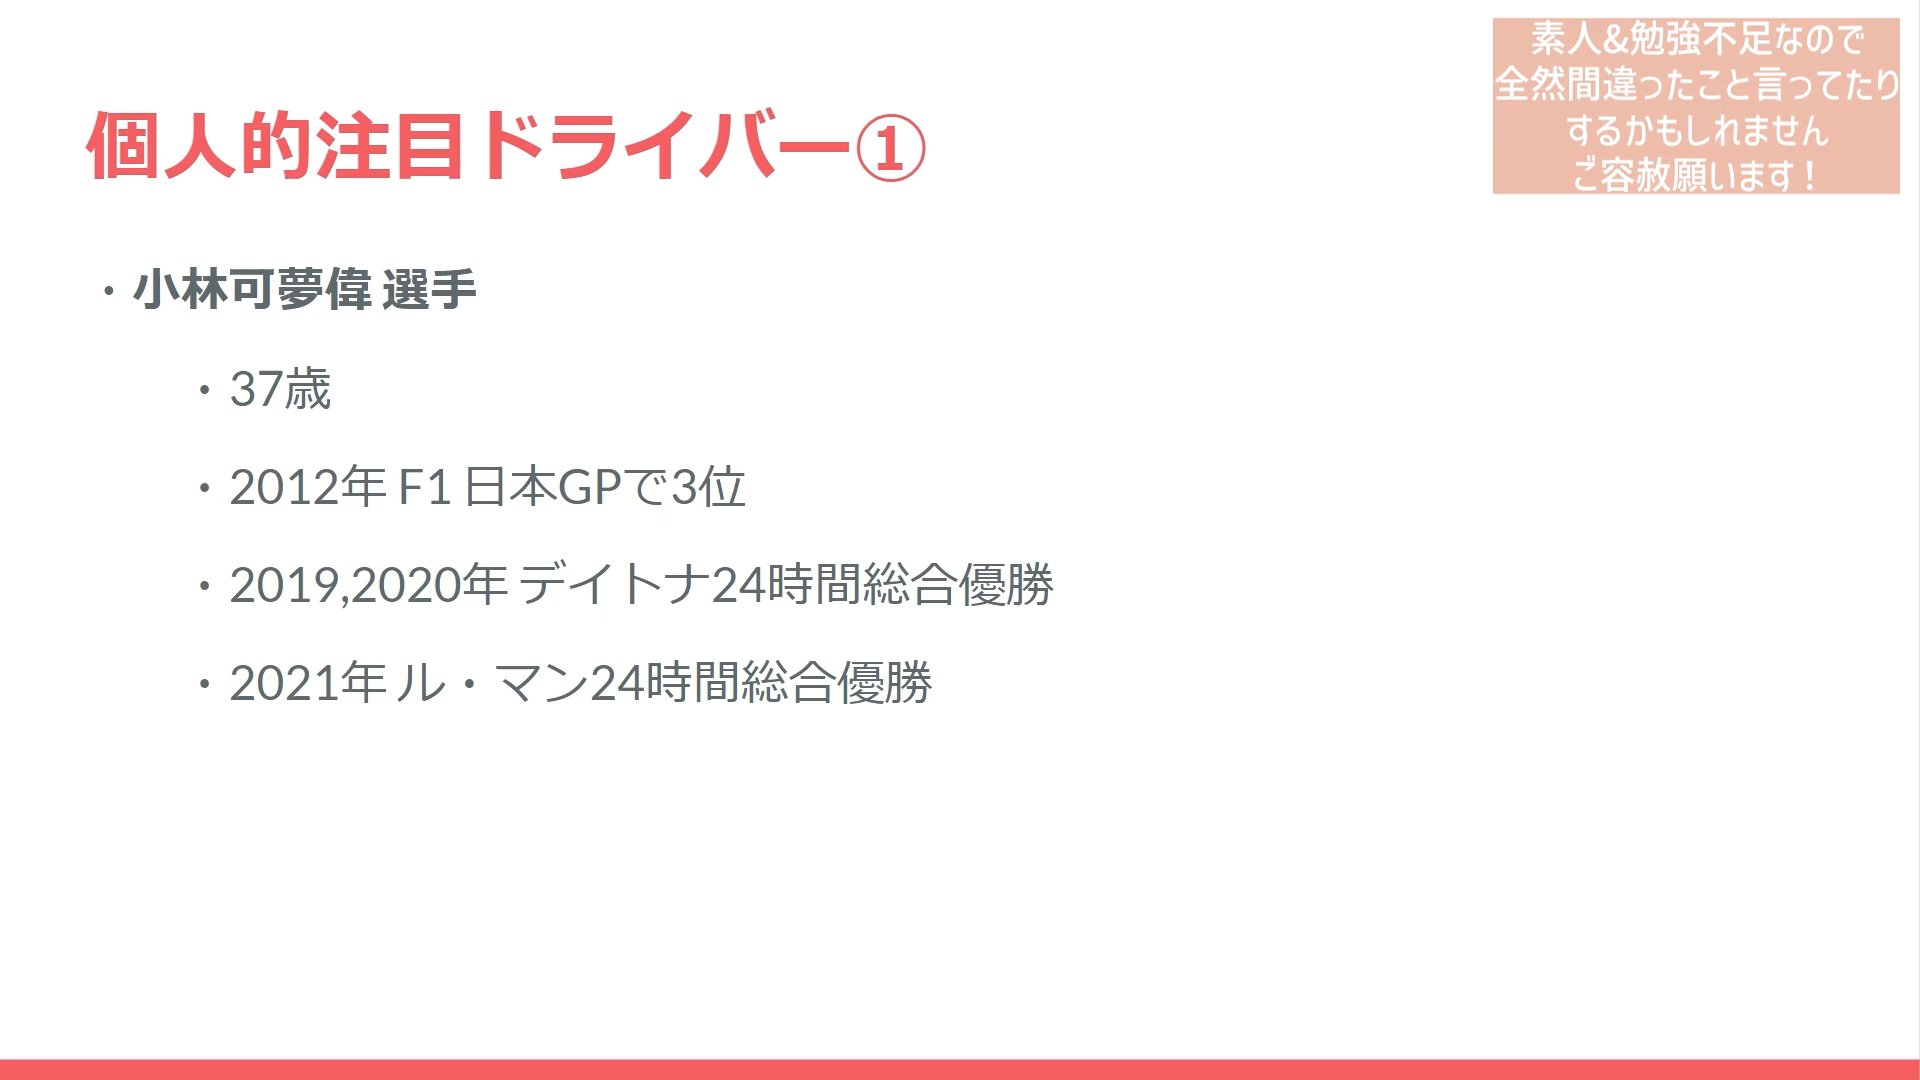 素人&勉強不足なので
全然間違ったこと言ってたり
するかもしれません
ご容赦願います！
個人的注目ドライバー①
・小林可夢偉 選手
・37歳
・2012年 F1 日本GPで3位
・2019,2020年 デイトナ24時間総合優勝
・2021年 ル・マン24時間総合優勝